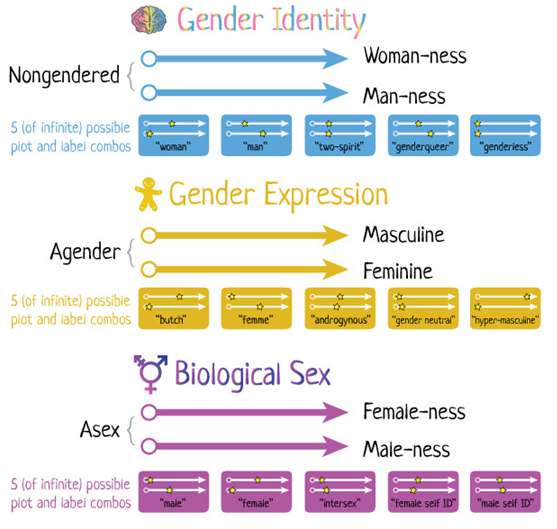 Gender Identity
Nongendered
Woman-ness
Man-ness
5 (of infinite) possible
plot and label combos
"woman" "man" "two-spirit" "genderqueer" "genderless"
Gender Expression
Agender
Masculine
Feminine
5 (of infinite) possible
plot and label combos
"butch" "femme" "androgynous" "gender neutral" "hyper-masculine"
Biological Sex
Asex
Female-ness
Male-ness
5 (of infinite) possible
plot and label combos
"male" "female" "intersex" "female self ID" "male self ID"